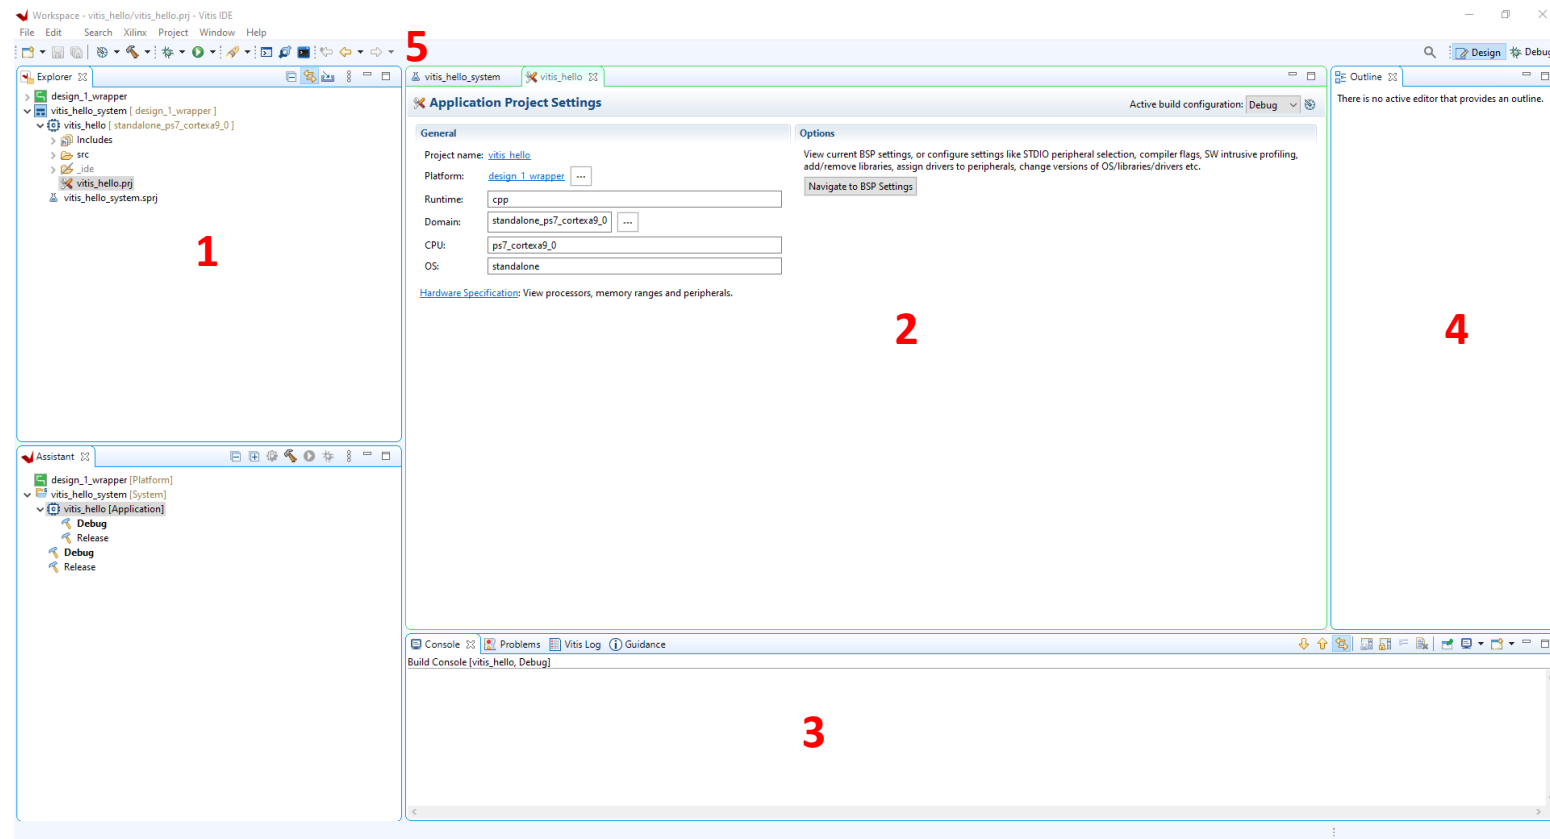 Workspace - vitis_hello/vitis_hello.prj - Vitis IDE
File Edit Search Xilinx Project Window Help
5
Design Debug
Explorer
design_1_wrapper
vitis_hello_system [ design_1_wrapper ]
vitis_hello [ standalone_ps7_cortexa9_0 ]
Includes
src
_ide
vitis_hello.prj
vitis_hello_system.sprj
1
Assistant
design_1_wrapper [Platform]
vitis_hello_system [System]
vitis_hello [Application]
Debug
Release
Debug
Release
vitis_hello_system vitis_hello
Application Project Settings
Active build configuration: Debug
General
Project name: vitis_hello
Platform: design_1_wrapper ...
Runtime: cpp
Domain: standalone_ps7_cortexa9_0 ...
CPU: ps7_cortexa9_0
OS: standalone
Hardware Specification: View processors, memory ranges and peripherals.
Options
View current BSP settings, or configure settings like STDIO peripheral selection, compiler flags, SW intrusive profiling,
add/remove libraries, assign drivers to peripherals, change versions of OS/libraries/drivers etc.
Navigate to BSP Settings
2
Outline
There is no active editor that provides an outline.
4
Console Problems Vitis Log Guidance
Build Console [vitis_hello, Debug]
3